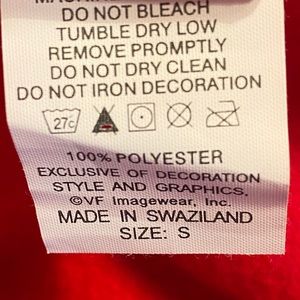 DO NOT BLEACH
TUMBLE DRY LOW
REMOVE PROMPTLY
DO NOT DRY CLEAN
DO NOT IRON DECORATION
27c
100% POLYESTER
EXCLUSIVE OF DECORATION
STYLE AND GRAPHICS.
©VF Imagewear, Inc.
MADE IN SWAZILAND
SIZE: S